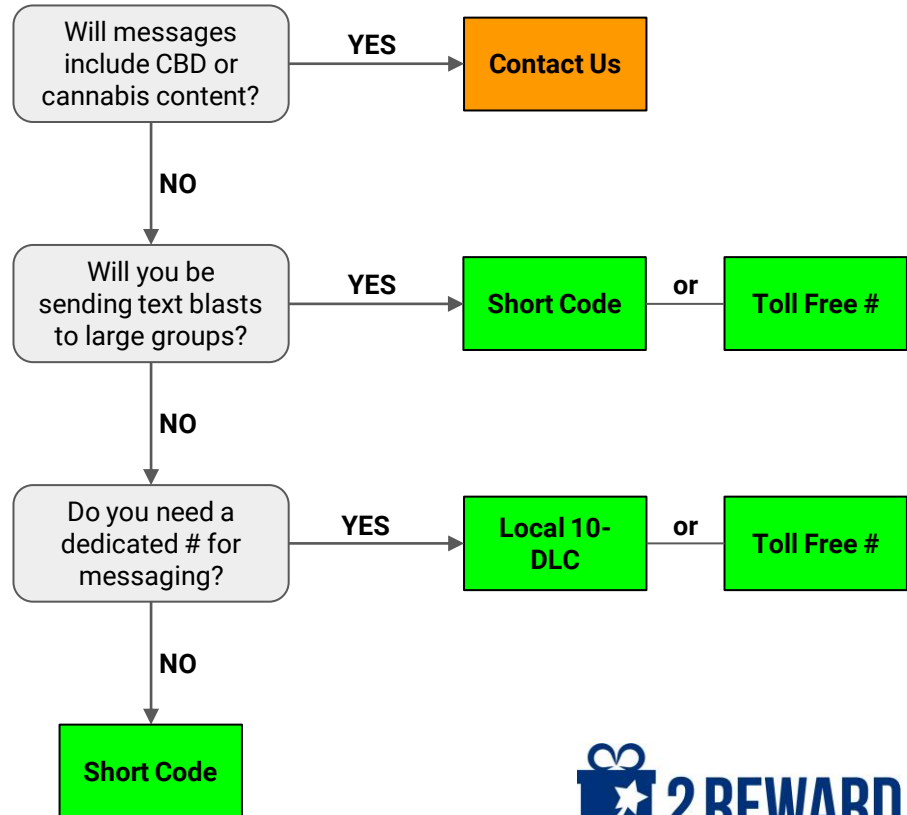 Will messages
include CBD or
cannabis content?
YES
Contact Us
NO
Will you be
sending text blasts
to large groups?
YES
Short Code
or
Toll Free #
NO
Do you need a
dedicated # for
messaging?
YES
Local 10-
DLC
or
Toll Free #
NO
Short Code
2 REWARD